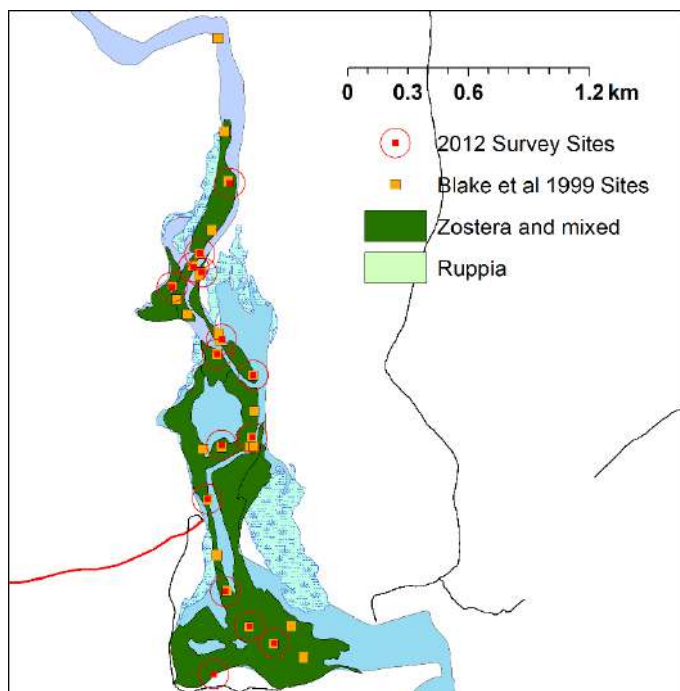 0 0.3 0.6 1.2 km
2012 Survey Sites
Blake et al 1999 Sites
Zostera and mixed
Ruppia